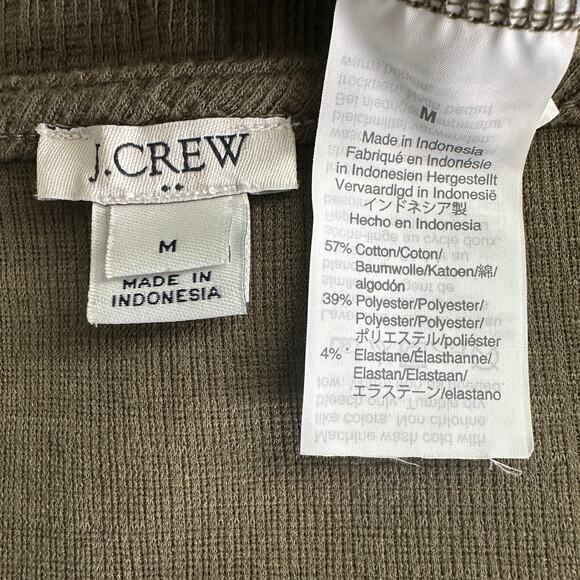 J.CREW
M
MADE IN
INDONESIA
M
Made in Indonesia
Fabriqué en Indonésie
in Indonesien Hergestellt
Vervaardigd in Indonesië
インドネシア製
Hecho en Indonesia
57% Cotton/Coton/
Baumwolle/Katoen/綿/
algodón
39% Polyester/Polyester/
Polyester/Polyester/
ポリエステル/poliéster
4% Elastane/Élasthanne/
Elastan/Elastaan/
エラステーン/elastano